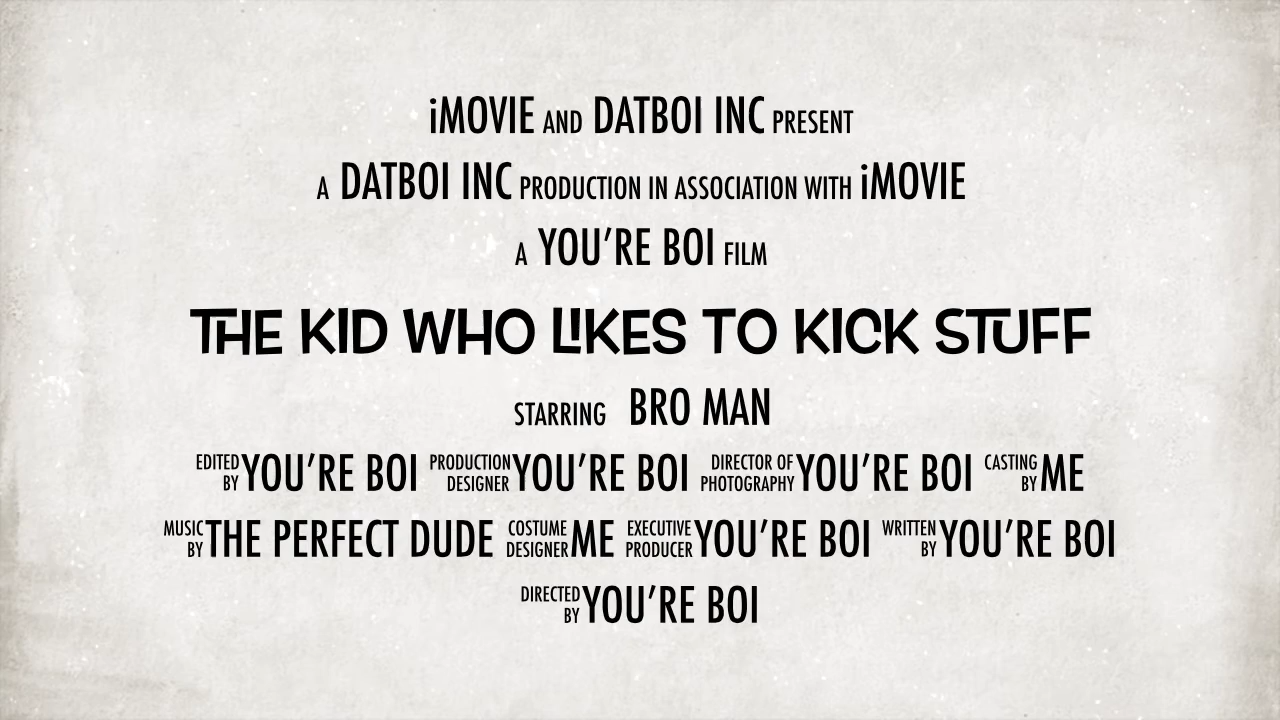 iMOVIE AND DATBOI INC PRESENT
A DATBOI INC PRODUCTION IN ASSOCIATION WITH iMOVIE
A YOU'RE BOI FILM
THE KID WHO LIKES TO KICK STUFF
STARRING BRO MAN
EDITED BY YOU'RE BOI PRODUCTION DESIGNER YOU'RE BOI DIRECTOR OF PHOTOGRAPHY YOU'RE BOI CASTING BY ME
MUSIC BY THE PERFECT DUDE COSTUME DESIGNER ME EXECUTIVE PRODUCER YOU'RE BOI WRITTEN BY YOU'RE BOI
DIRECTED BY YOU'RE BOI